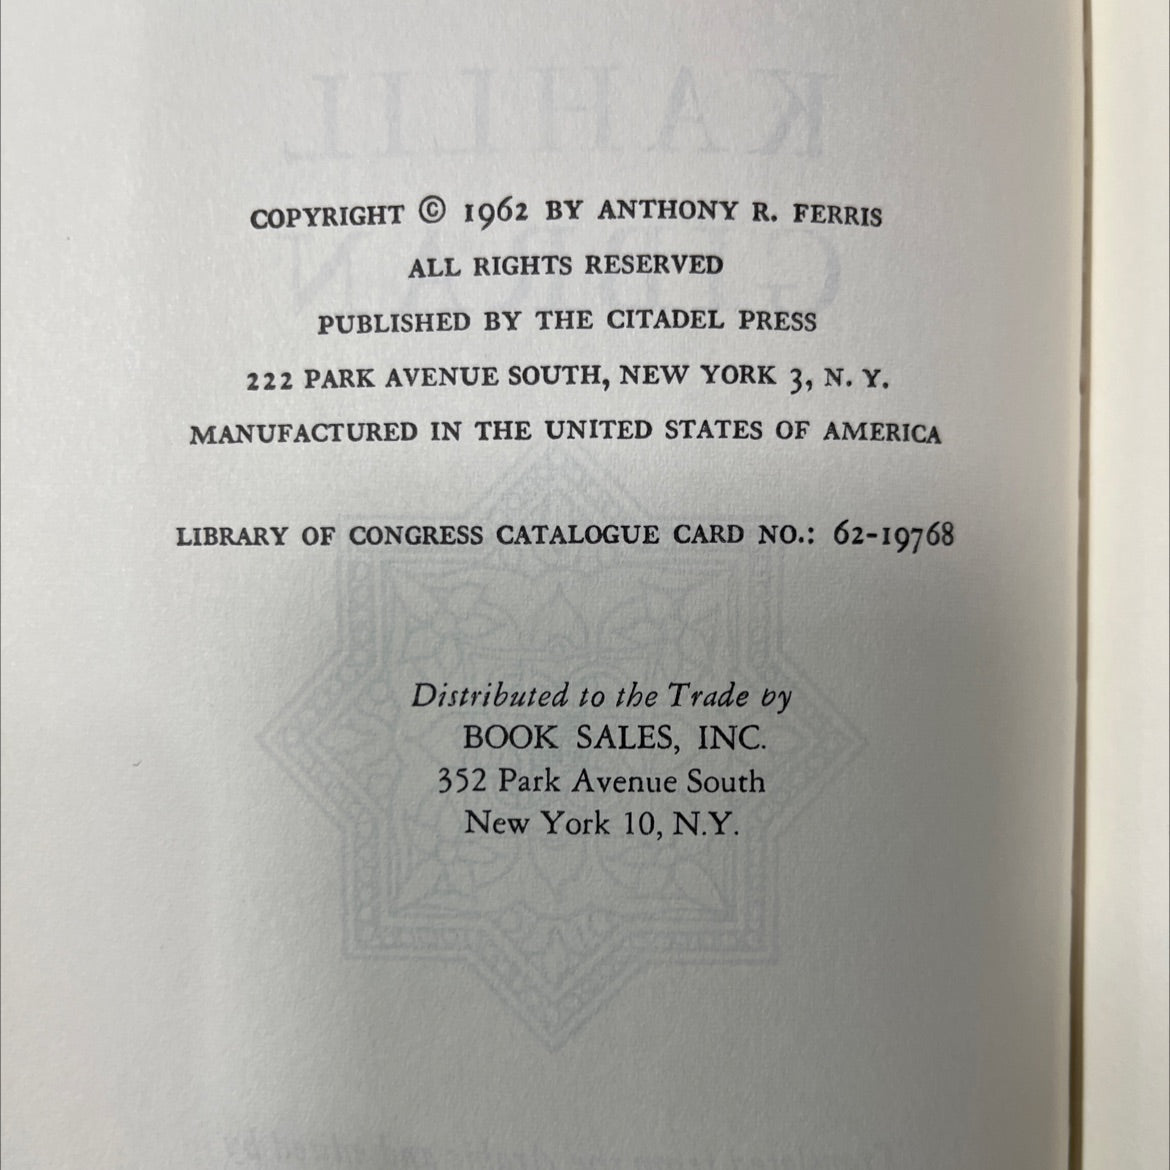 COPYRIGHT © 1962 BY ANTHONY R. FERRIS
ALL RIGHTS RESERVED
PUBLISHED BY THE CITADEL PRESS
222 PARK AVENUE SOUTH, NEW YORK 3, N. Y.
MANUFACTURED IN THE UNITED STATES OF AMERICA
LIBRARY OF CONGRESS CATALOGUE CARD NO.: 62-19768
Distributed to the Trade by
BOOK SALES, INC.
352 Park Avenue South
New York 10, N.Y.